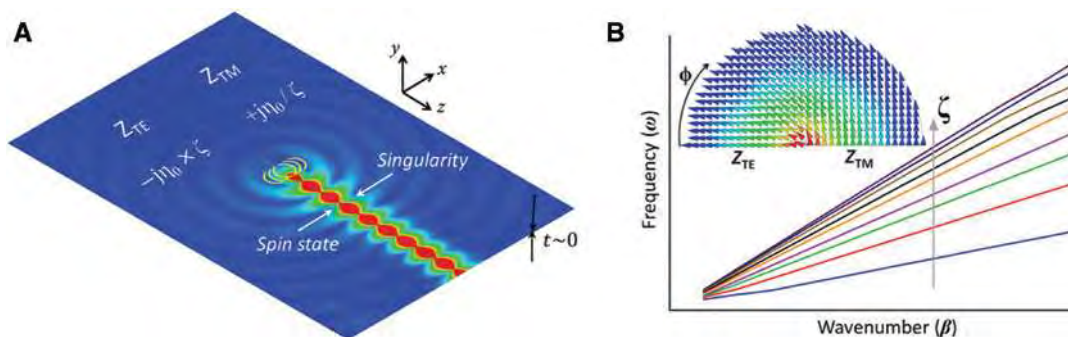 A
y
x
z
Z_TM
Z_TE
+jη₀/ζ
−jη₀ × ζ
Singularity
Spin state
t~0
B
Frequency (ω)
ϕ
ζ
Z_TE
Z_TM
Wavenumber (β)